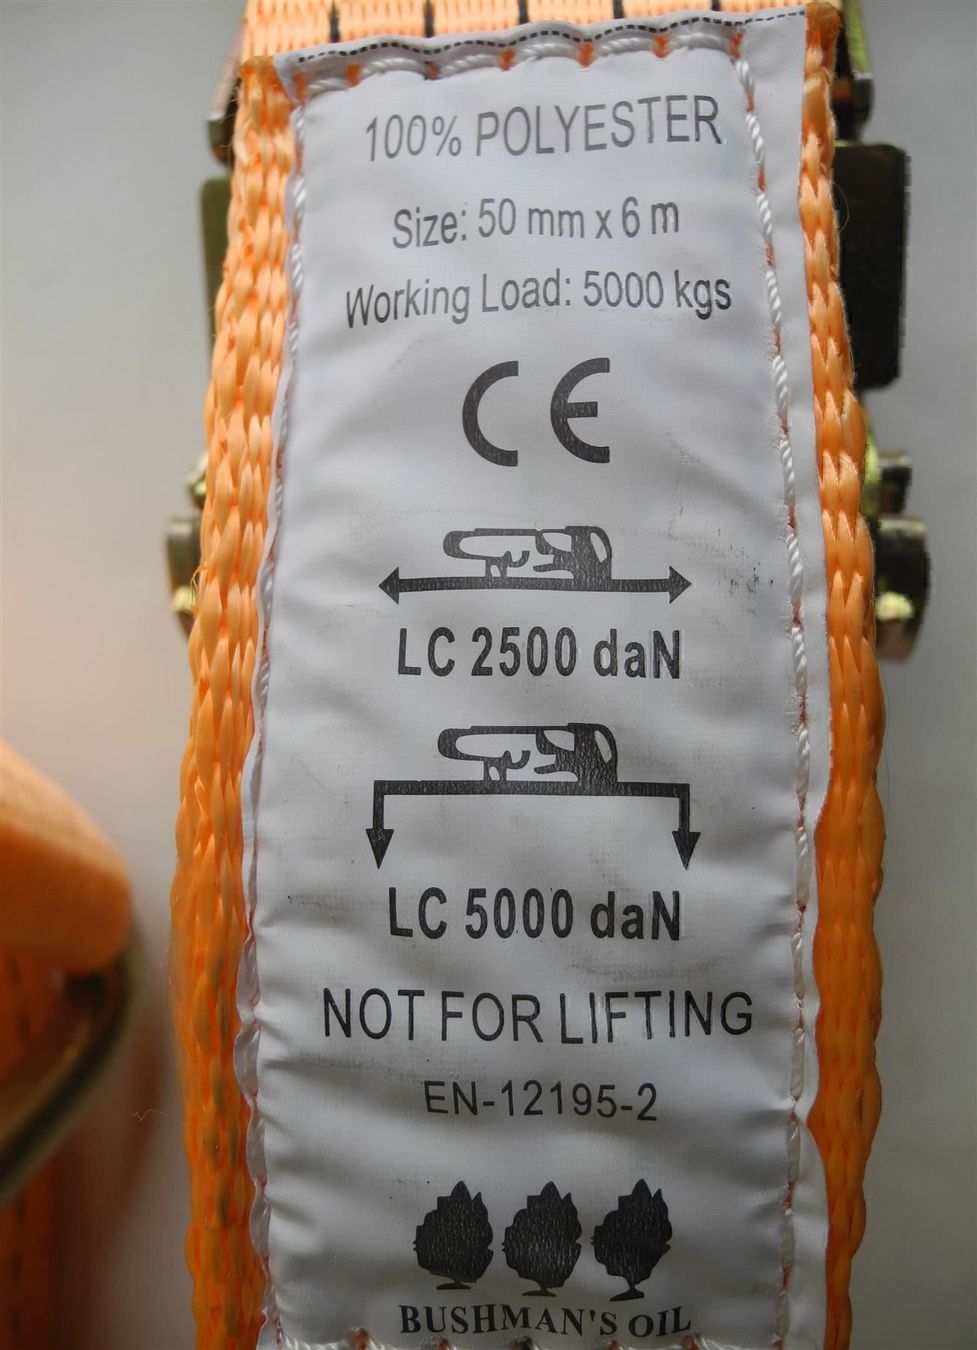 100% POLYESTER
Size: 50 mm x 6 m
Working Load: 5000 kgs
CE
LC 2500 daN
LC 5000 daN
NOT FOR LIFTING
EN-12195-2
BUSHMAN'S OIL